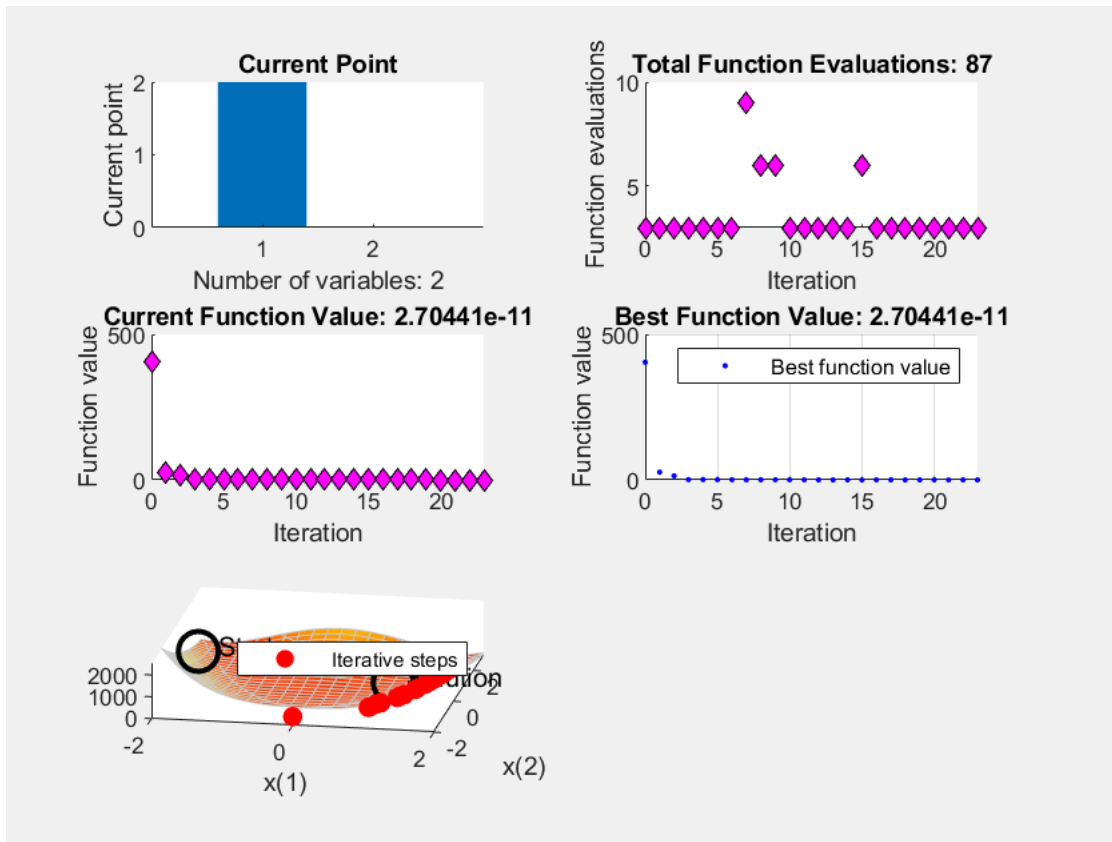 Current Point
Current point
2
1
0
1
2
Number of variables: 2
Total Function Evaluations: 87
Function evaluations
10
5
0
5
10
15
20
Iteration
Current Function Value: 2.70441e-11
Function value
500
0
0
5
10
15
20
Iteration
Best Function Value: 2.70441e-11
Function value
500
0
Best function value
0
5
10
15
20
Iteration
Iterative steps
2000
1000
0
-2
0
2
x(1)
-2
0
2
x(2)